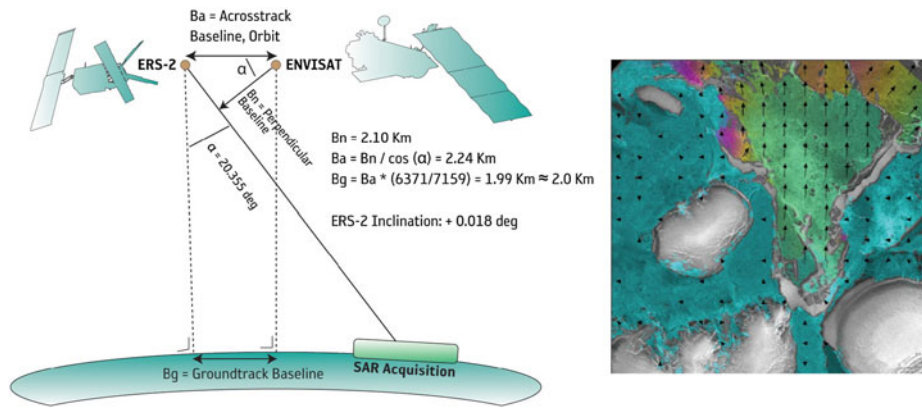 Ba = Acrosstrack
Baseline, Orbit
ERS-2
α
ENVISAT
Bn = Perpendicular
Baseline
α = 20.355 deg
Bn = 2.10 Km
Ba = Bn / cos (α) = 2.24 Km
Bg = Ba * (6371/7159) = 1.99 Km ≈ 2.0 Km
ERS-2 Inclination: + 0.018 deg
Bg = Groundtrack Baseline
SAR Acquisition